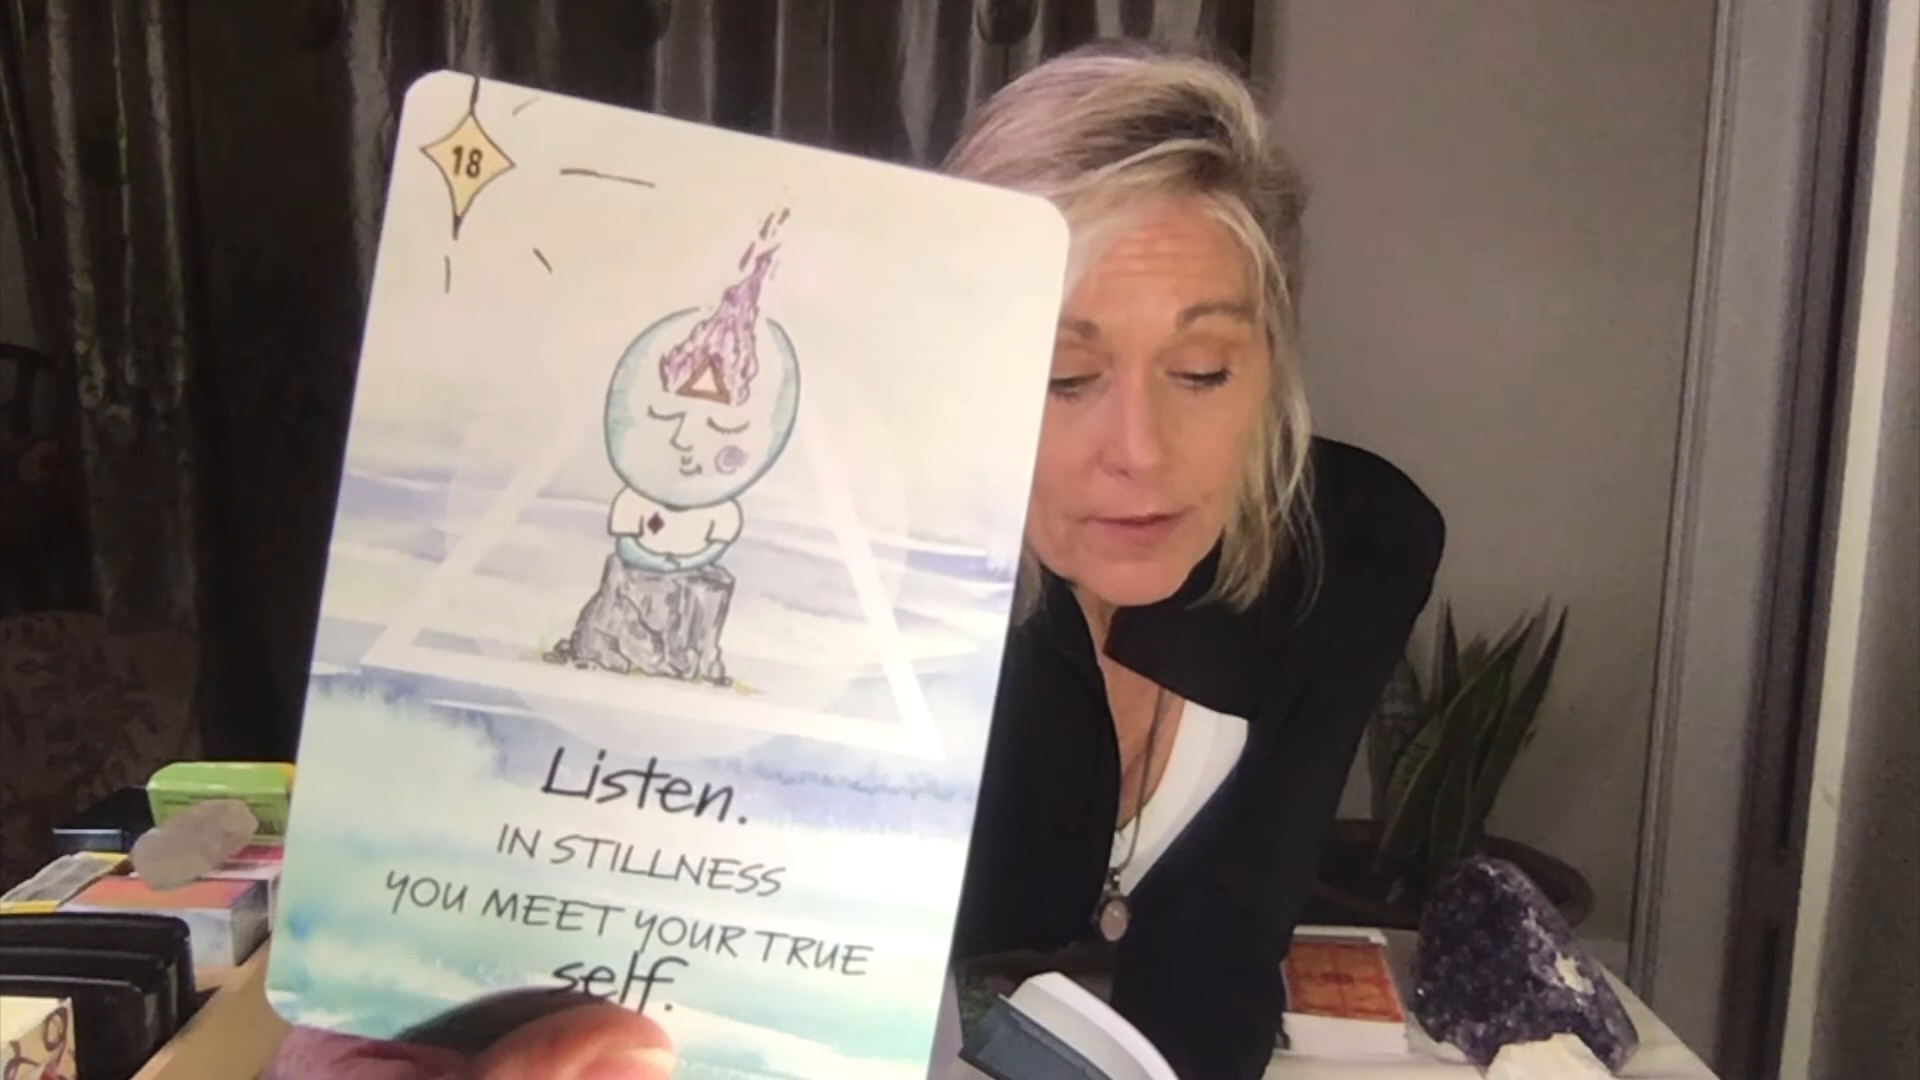 18
Listen.
IN STILLNESS
YOU MEET YOUR TRUE
self.